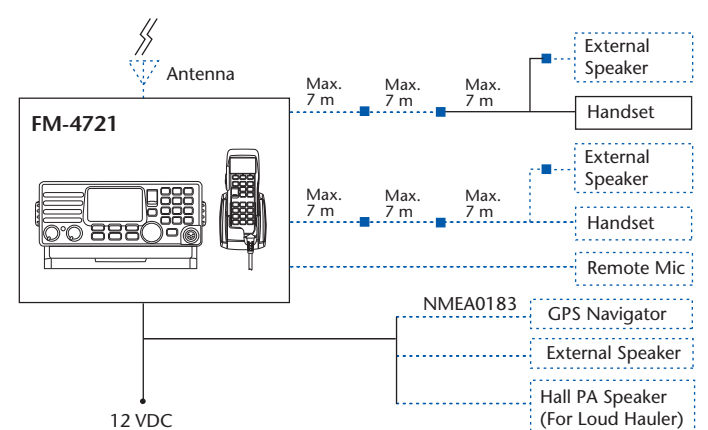 Antenna
FM-4721
Max.
7 m
Max.
7 m
Max.
7 m
External
Speaker
Handset
Max.
7 m
Max.
7 m
Max.
7 m
External
Speaker
Handset
Remote Mic
NMEA0183
GPS Navigator
External Speaker
Hall PA Speaker
(For Loud Hauler)
12 VDC